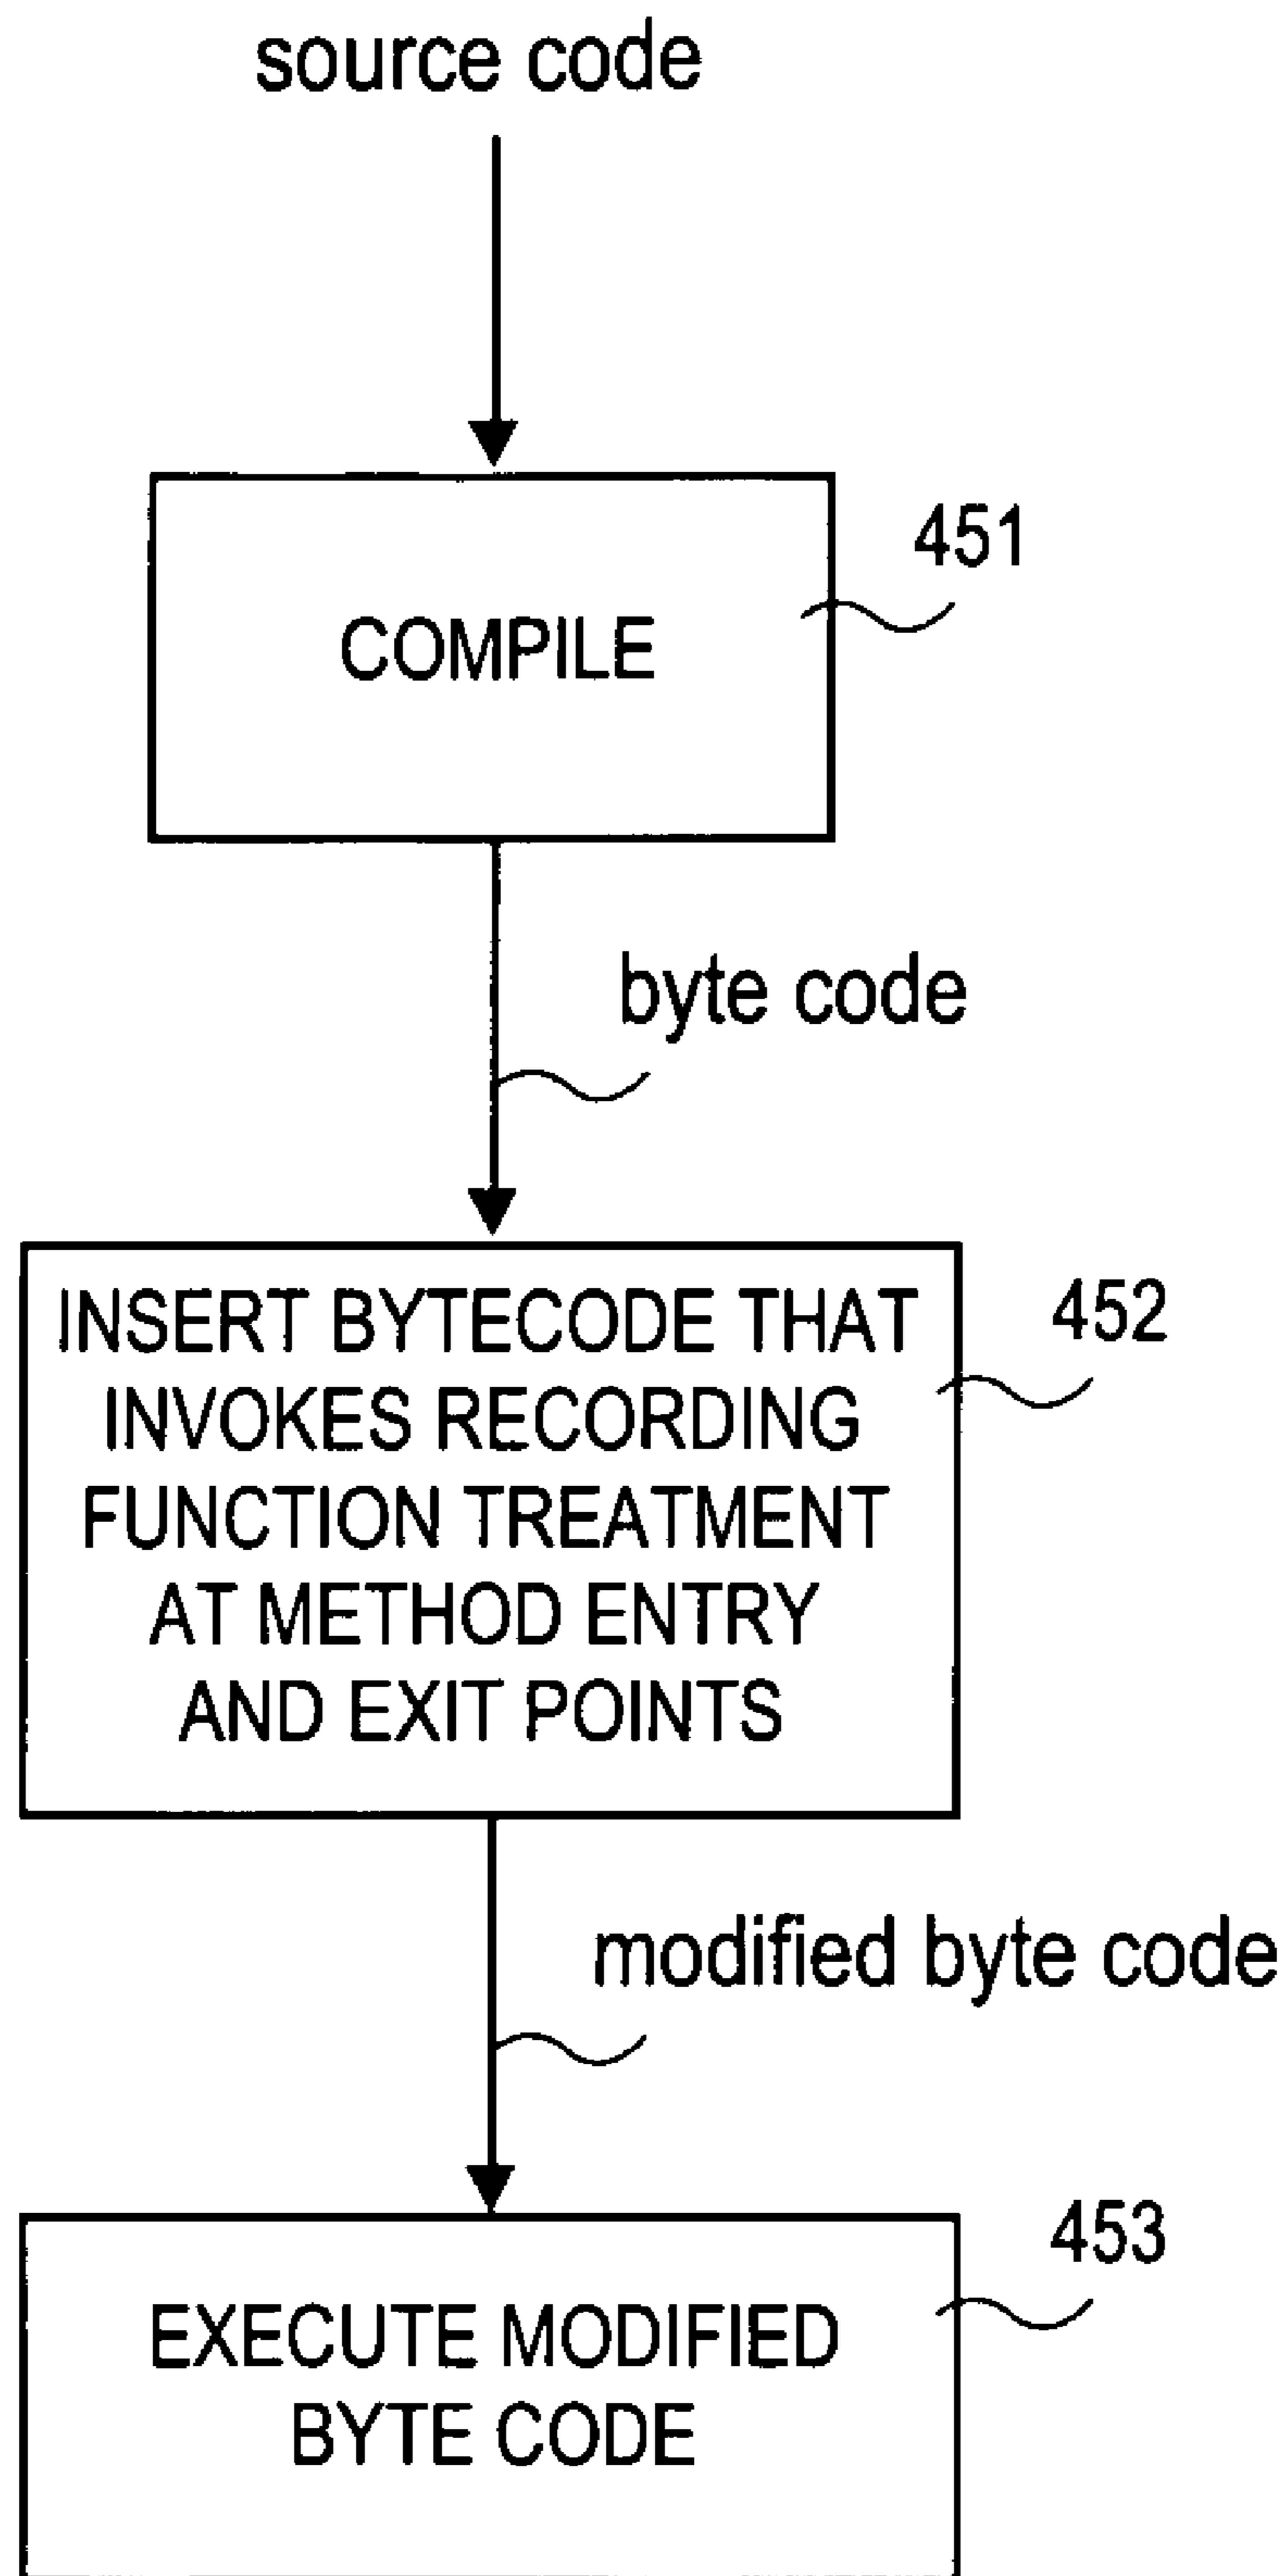 source code
451
COMPILE
byte code
452
INSERT BYTECODE THAT
INVOKES RECORDING
FUNCTION TREATMENT
AT METHOD ENTRY
AND EXIT POINTS
modified byte code
453
EXECUTE MODIFIED
BYTE CODE